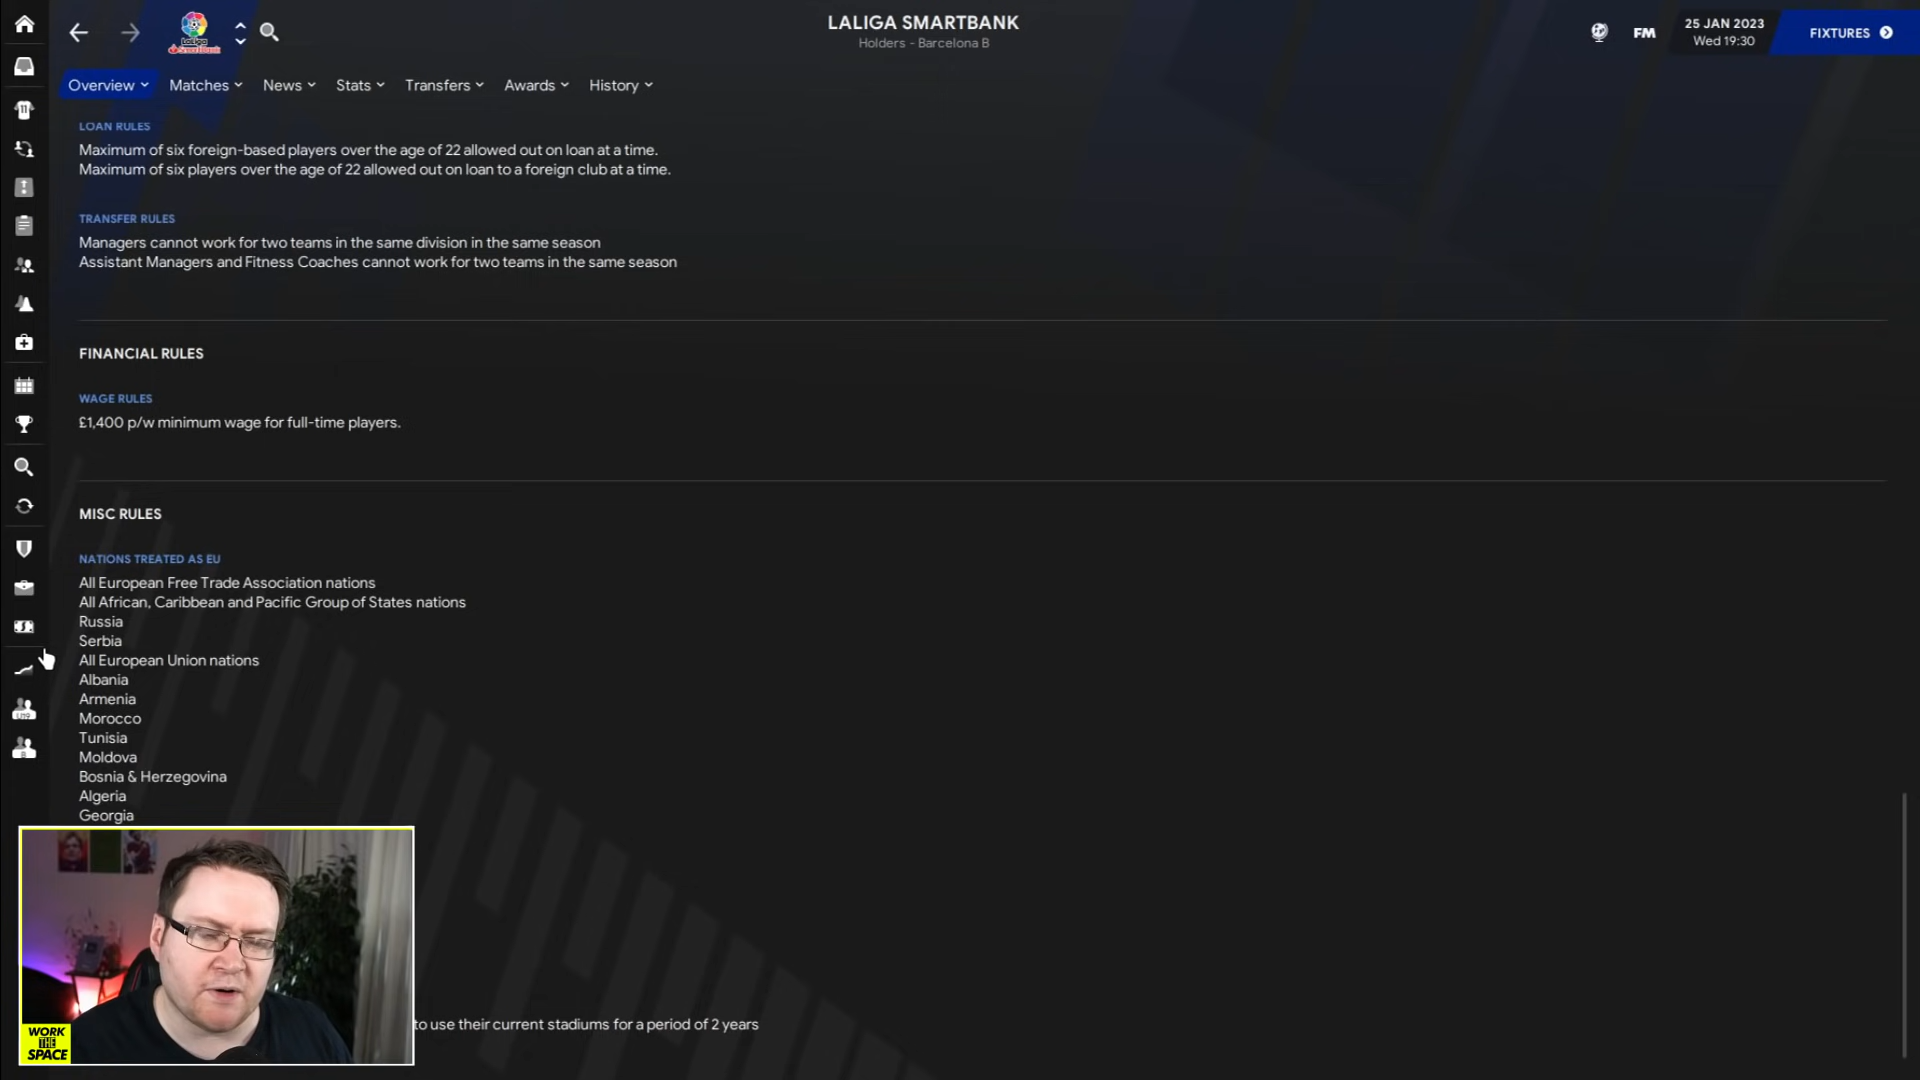 LALIGA SMARTBANK
Holders - Barcelona B
FM
25 JAN 2023
Wed 19:30
FIXTURES
Overview
Matches
News
Stats
Transfers
Awards
History
LOAN RULES
Maximum of six foreign-based players over the age of 22 allowed out on loan at a time.
Maximum of six players over the age of 22 allowed out on loan to a foreign club at a time.
TRANSFER RULES
Managers cannot work for two teams in the same division in the same season
Assistant Managers and Fitness Coaches cannot work for two teams in the same season
FINANCIAL RULES
WAGE RULES
£1,400 p/w minimum wage for full-time players.
MISC RULES
NATIONS TREATED AS EU
All European Free Trade Association nations
All African, Caribbean and Pacific Group of States nations
Russia
Serbia
All European Union nations
Albania
Armenia
Morocco
Tunisia
Moldova
Bosnia & Herzegovina
Algeria
Georgia
to use their current stadiums for a period of 2 years
WORK
THE
SPACE
11
U19
B